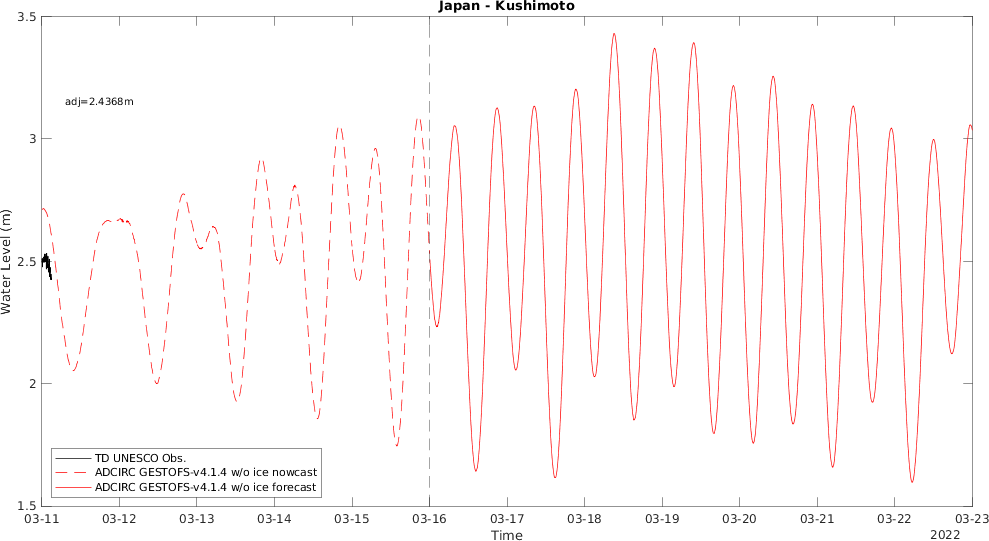 Japan - Kushimoto
3.5
adj=2.4368m
3
Water Level (m)
2.5
2
TD UNESCO Obs.
ADCIRC GESTOFS-v4.1.4 w/o ice nowcast
ADCIRC GESTOFS-v4.1.4 w/o ice forecast
1.5
03-11 03-12 03-13 03-14 03-15 03-16 03-17 03-18 03-19 03-20 03-21 03-22 03-23
Time
2022